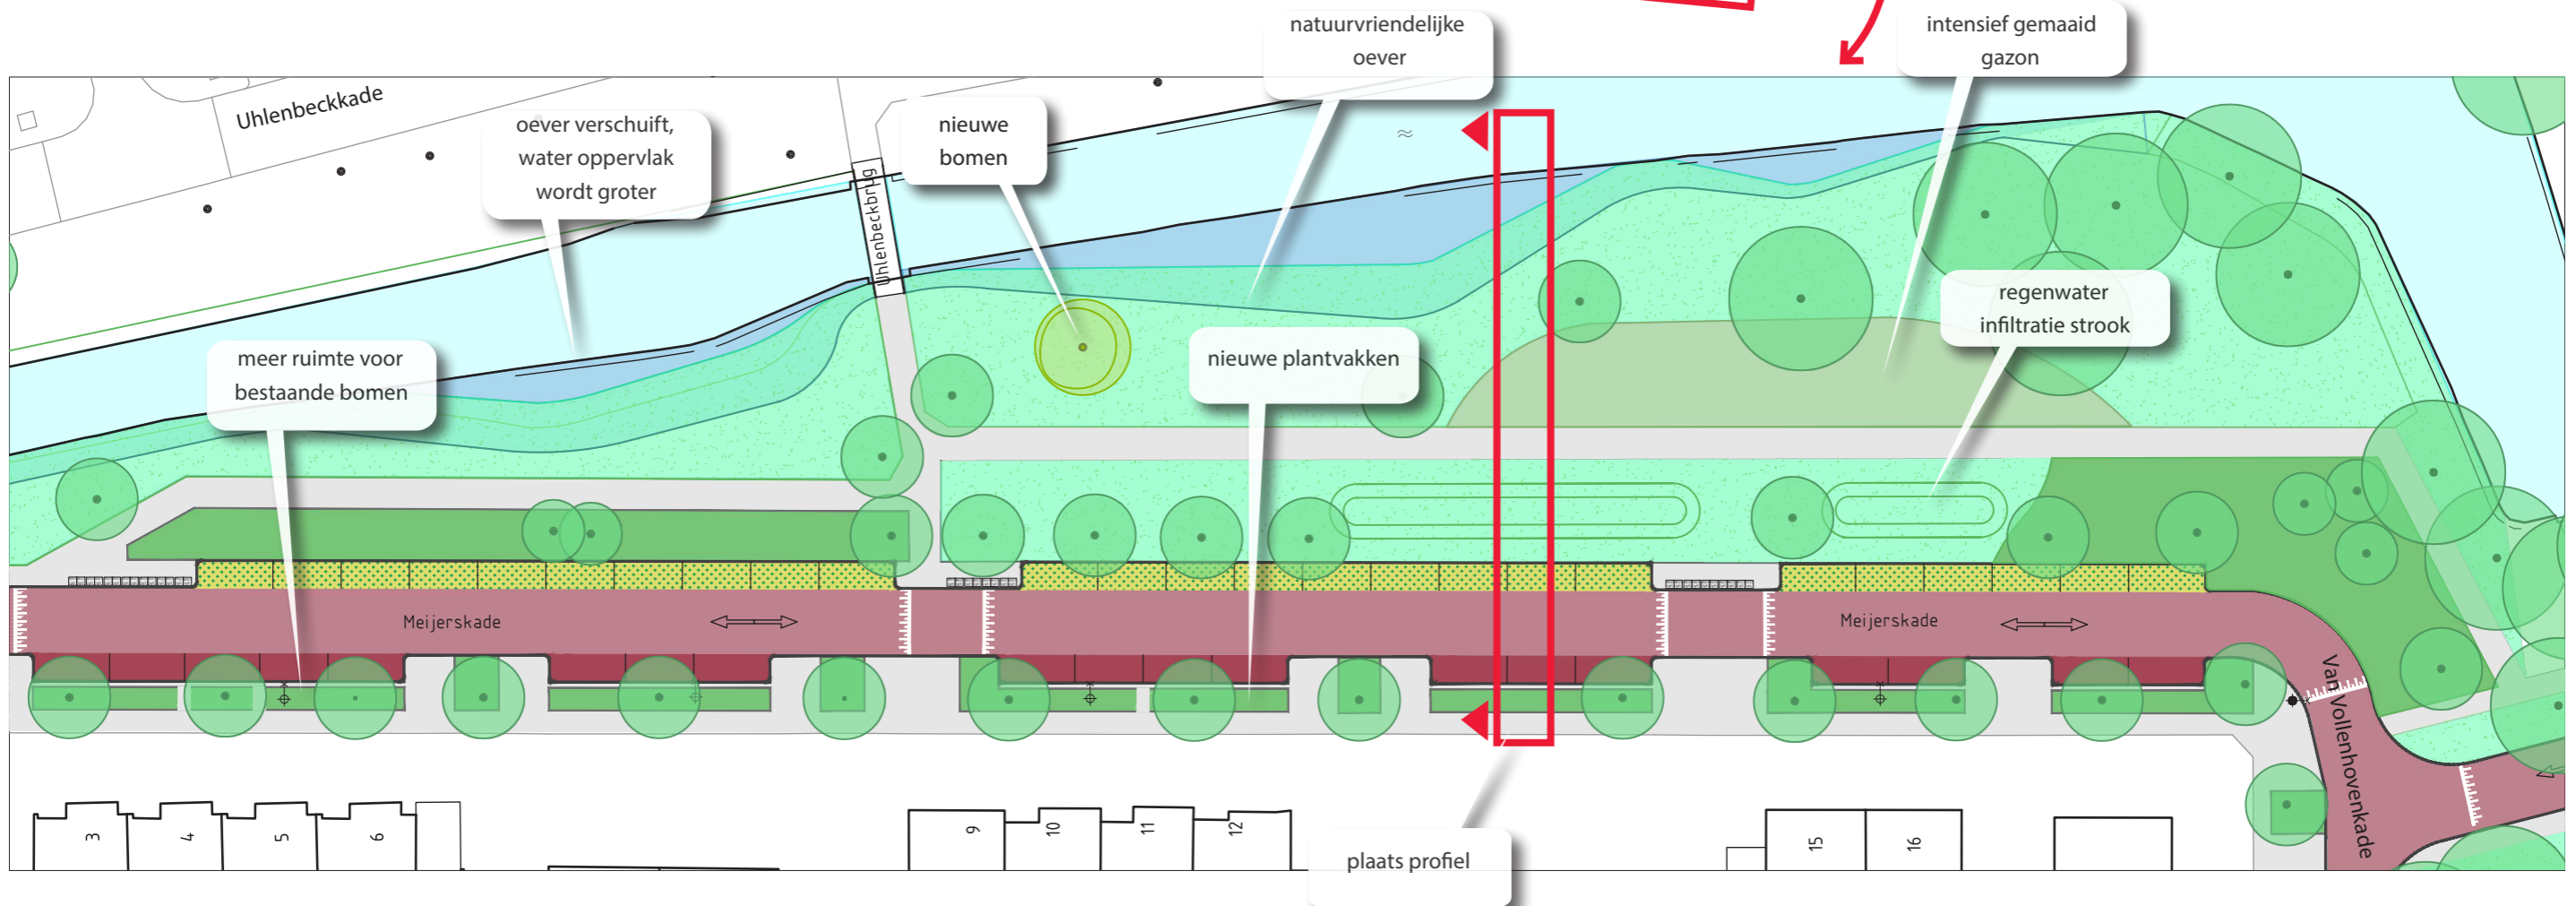 natuurvriendelijke
oever
intensief gemaaid
gazon
Uhlenbeckkade
oever verschuift,
water oppervlak
wordt groter
nieuwe
bomen
Uhlenbeckbrug
regenwater
infiltratie strook
meer ruimte voor
bestaande bomen
nieuwe plantvakken
Meijerskade
Meijerskade
Van Vollenhovenkade
3
4
5
6
9
10
11
12
15
16
plaats profiel